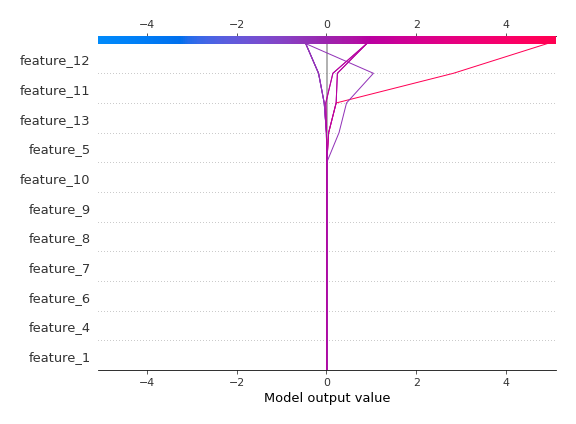 −4 −2 0 2 4
feature_12
feature_11
feature_13
feature_5
feature_10
feature_9
feature_8
feature_7
feature_6
feature_4
feature_1
−4 −2 0 2 4
Model output value